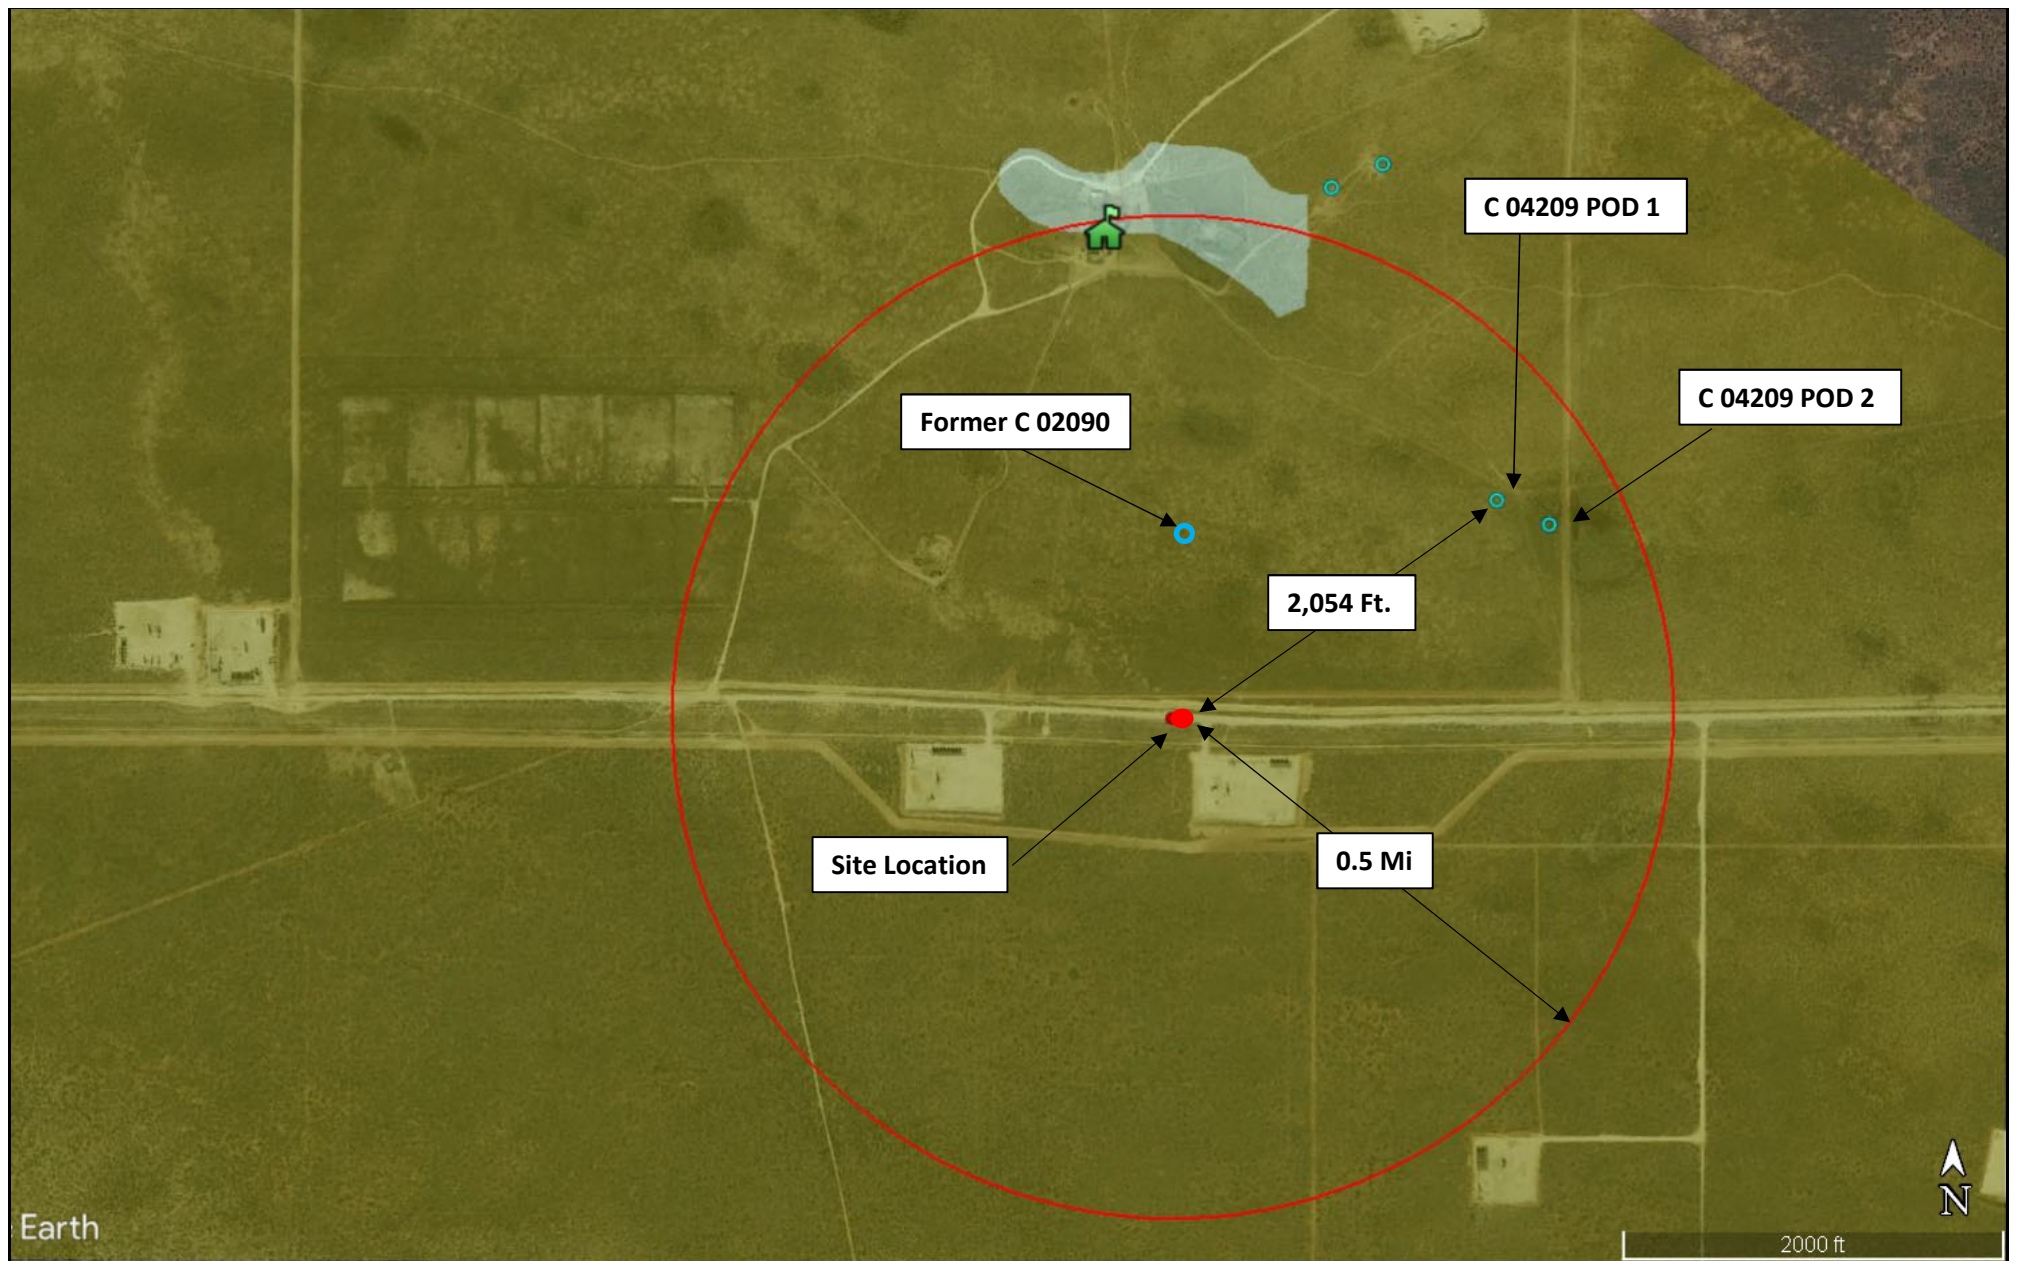 C 04209 POD 1
C 04209 POD 2
Former C 02090
2,054 Ft.
Site Location
0.5 Mi
N
Earth
2000 ft